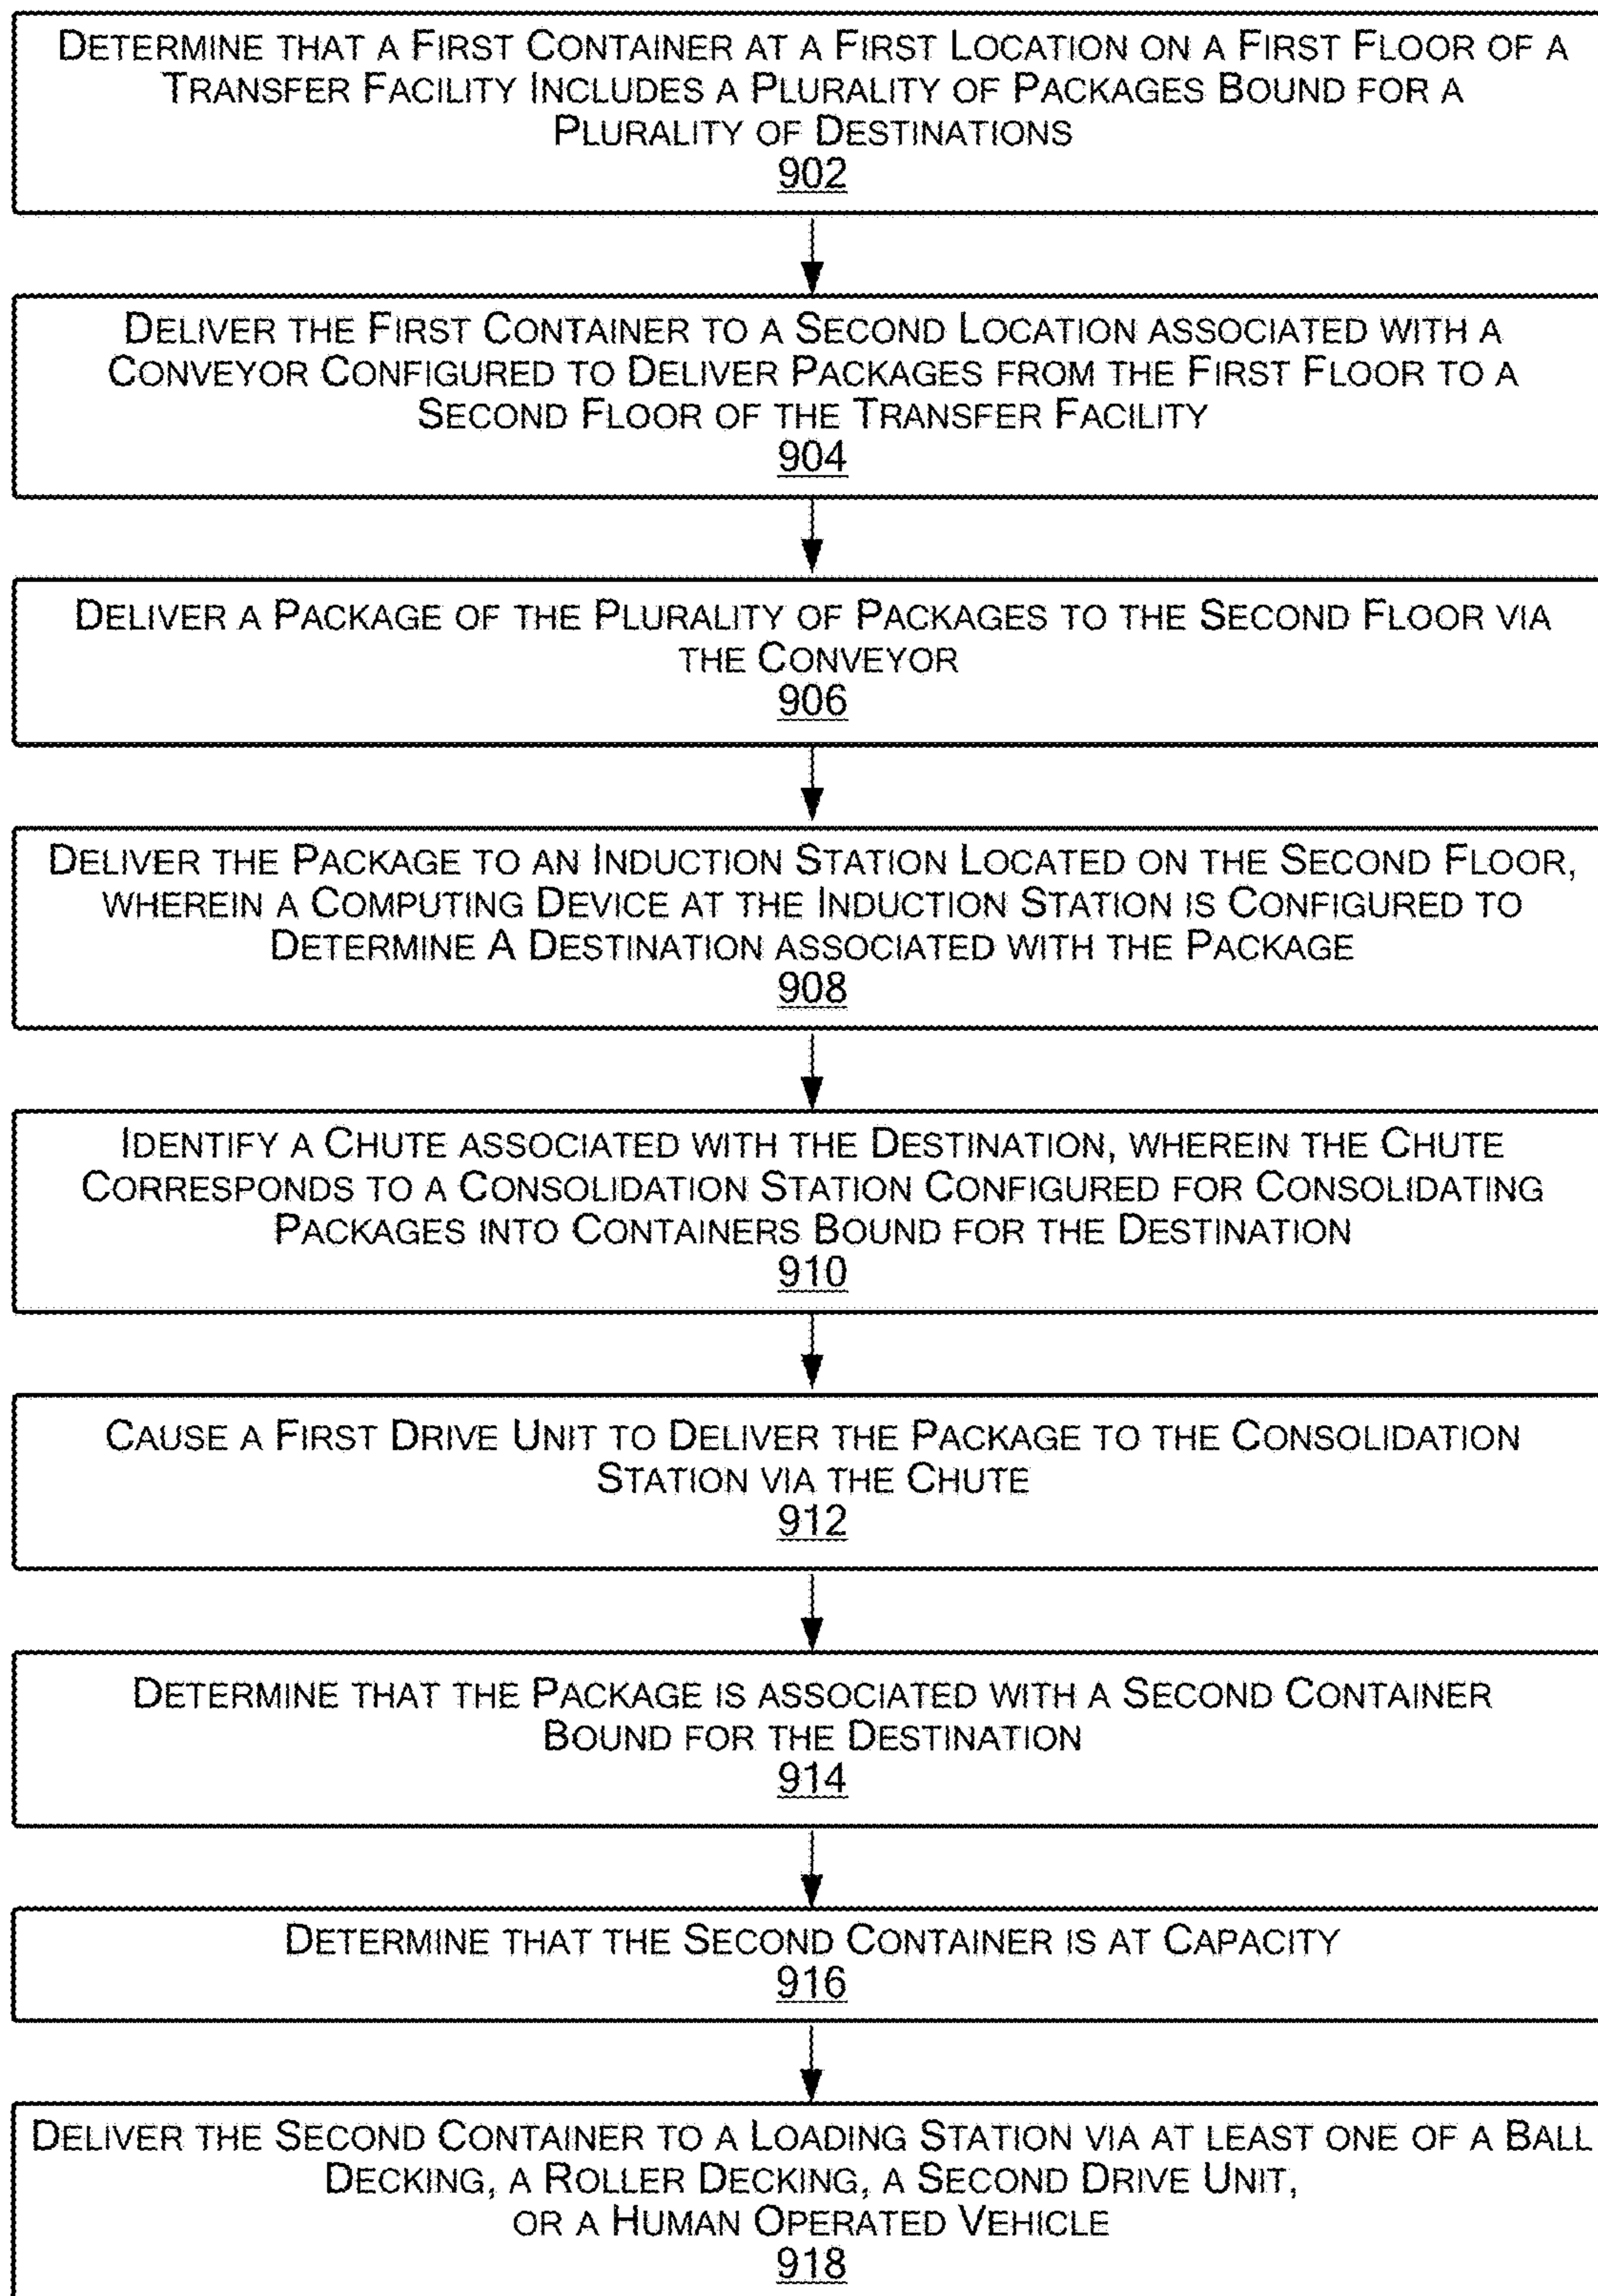 DETERMINE THAT A FIRST CONTAINER AT A FIRST LOCATION ON A FIRST FLOOR OF A
TRANSFER FACILITY INCLUDES A PLURALITY OF PACKAGES BOUND FOR A
PLURALITY OF DESTINATIONS
902
DELIVER THE FIRST CONTAINER TO A SECOND LOCATION ASSOCIATED WITH A
CONVEYOR CONFIGURED TO DELIVER PACKAGES FROM THE FIRST FLOOR TO A
SECOND FLOOR OF THE TRANSFER FACILITY
904
DELIVER A PACKAGE OF THE PLURALITY OF PACKAGES TO THE SECOND FLOOR VIA
THE CONVEYOR
906
DELIVER THE PACKAGE TO AN INDUCTION STATION LOCATED ON THE SECOND FLOOR,
WHEREIN A COMPUTING DEVICE AT THE INDUCTION STATION IS CONFIGURED TO
DETERMINE A DESTINATION ASSOCIATED WITH THE PACKAGE
908
IDENTIFY A CHUTE ASSOCIATED WITH THE DESTINATION, WHEREIN THE CHUTE
CORRESPONDS TO A CONSOLIDATION STATION CONFIGURED FOR CONSOLIDATING
PACKAGES INTO CONTAINERS BOUND FOR THE DESTINATION
910
CAUSE A FIRST DRIVE UNIT TO DELIVER THE PACKAGE TO THE CONSOLIDATION
STATION VIA THE CHUTE
912
DETERMINE THAT THE PACKAGE IS ASSOCIATED WITH A SECOND CONTAINER
BOUND FOR THE DESTINATION
914
DETERMINE THAT THE SECOND CONTAINER IS AT CAPACITY
916
DELIVER THE SECOND CONTAINER TO A LOADING STATION VIA AT LEAST ONE OF A BALL
DECKING, A ROLLER DECKING, A SECOND DRIVE UNIT,
OR A HUMAN OPERATED VEHICLE
918